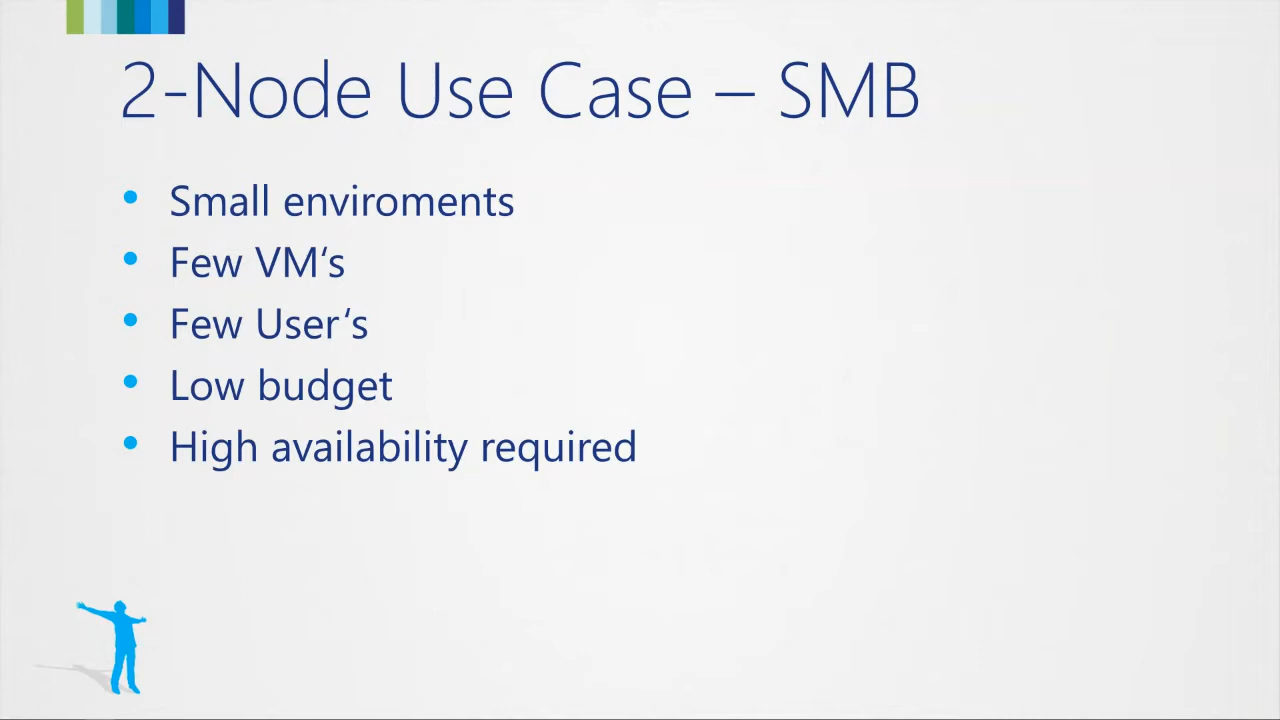 2-Node Use Case – SMB
• Small enviroments
• Few VM‘s
• Few User‘s
• Low budget
• High availability required